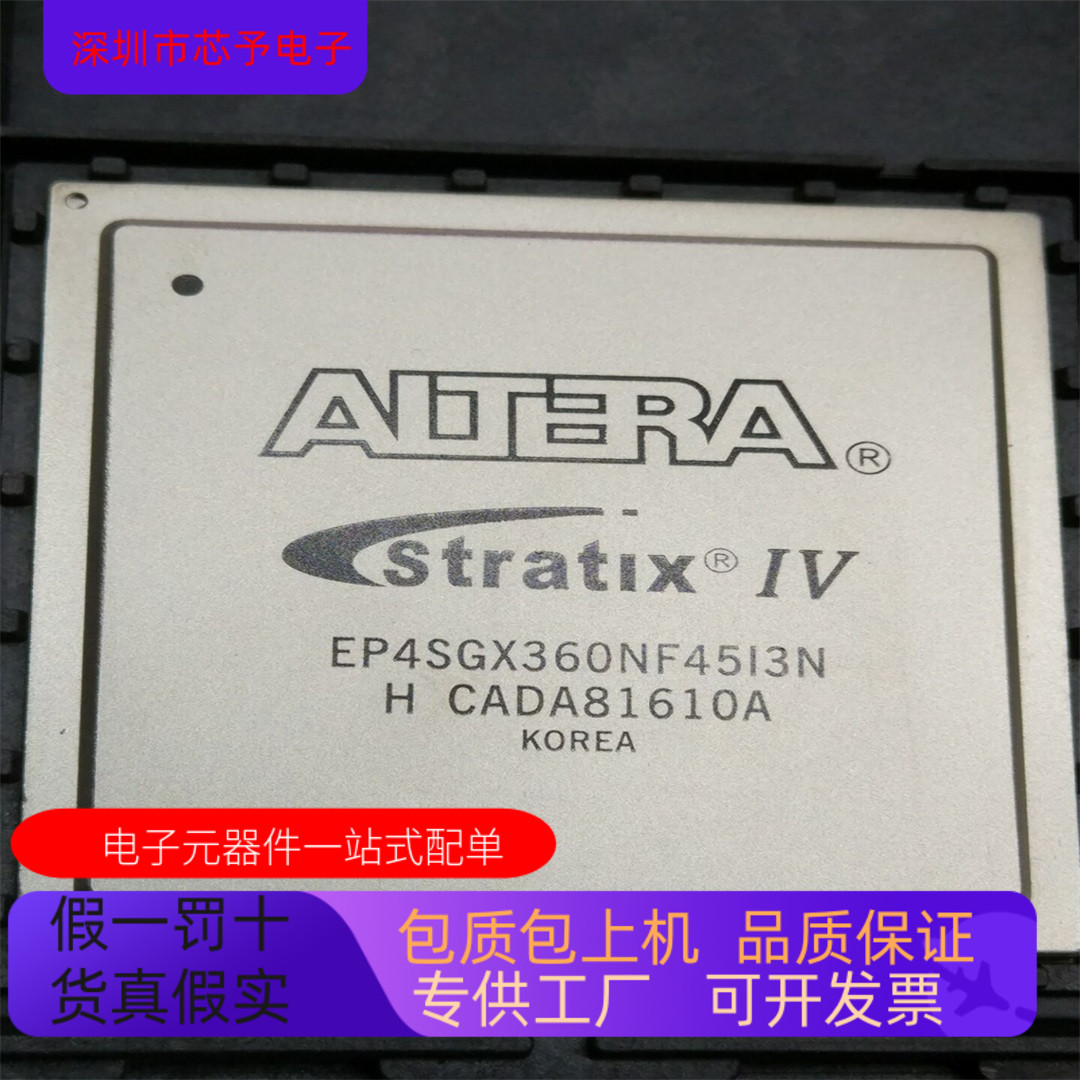 深圳市芯予电子
ALTERA®
Stratix® IV
EP4SGX360NF45I3N
H CADA81610A
KOREA
电子元器件一站式配单
假一罚十
货真假实
包质包上机 品质保证
专供工厂 可开发票